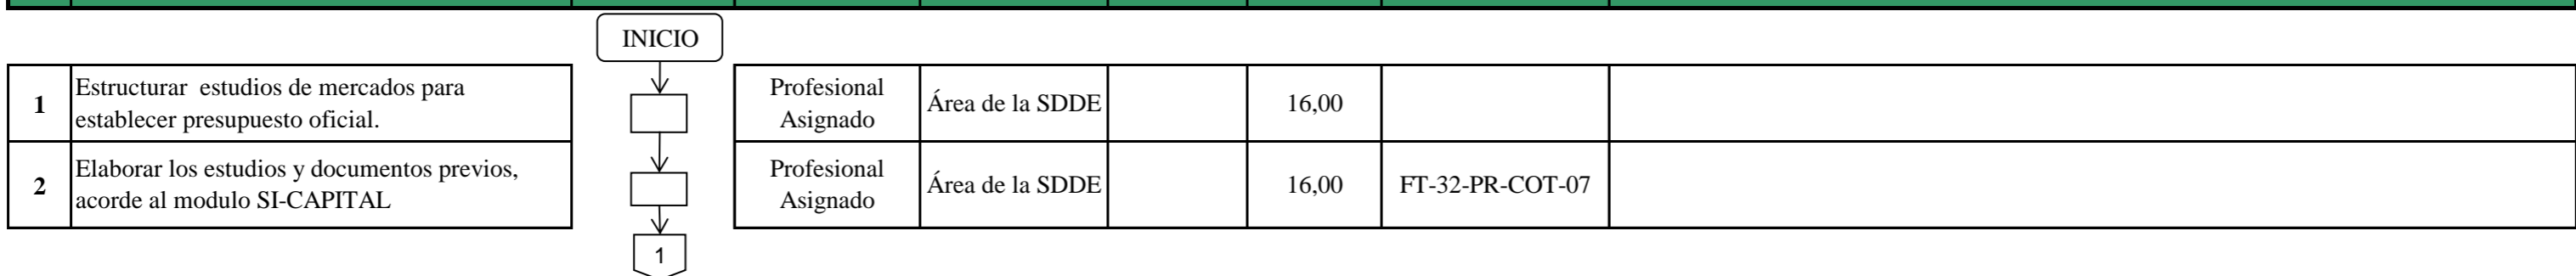 INICIO
1
Estructurar estudios de mercados para
establecer presupuesto oficial.
Profesional
Asignado
Área de la SDDE
16,00
2
Elaborar los estudios y documentos previos,
acorde al modulo SI-CAPITAL
Profesional
Asignado
Área de la SDDE
16,00
FT-32-PR-COT-07
1